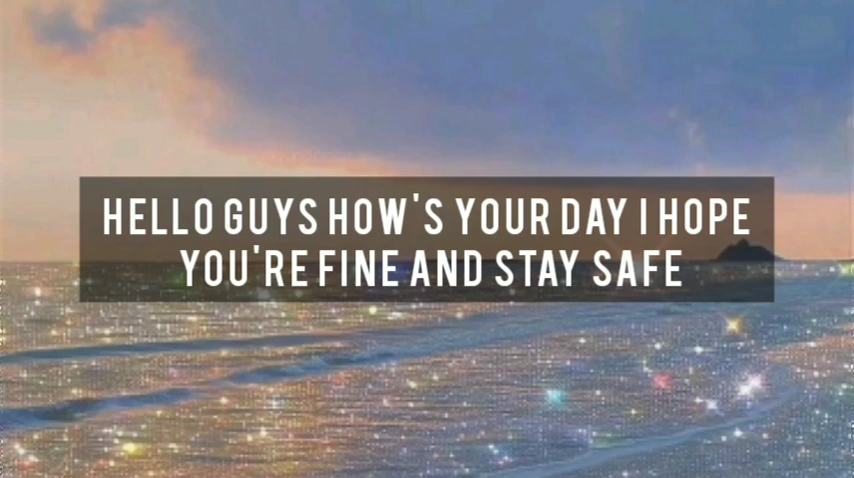 HELLO GUYS HOW'S YOUR DAY I HOPE
YOU'RE FINE AND STAY SAFE